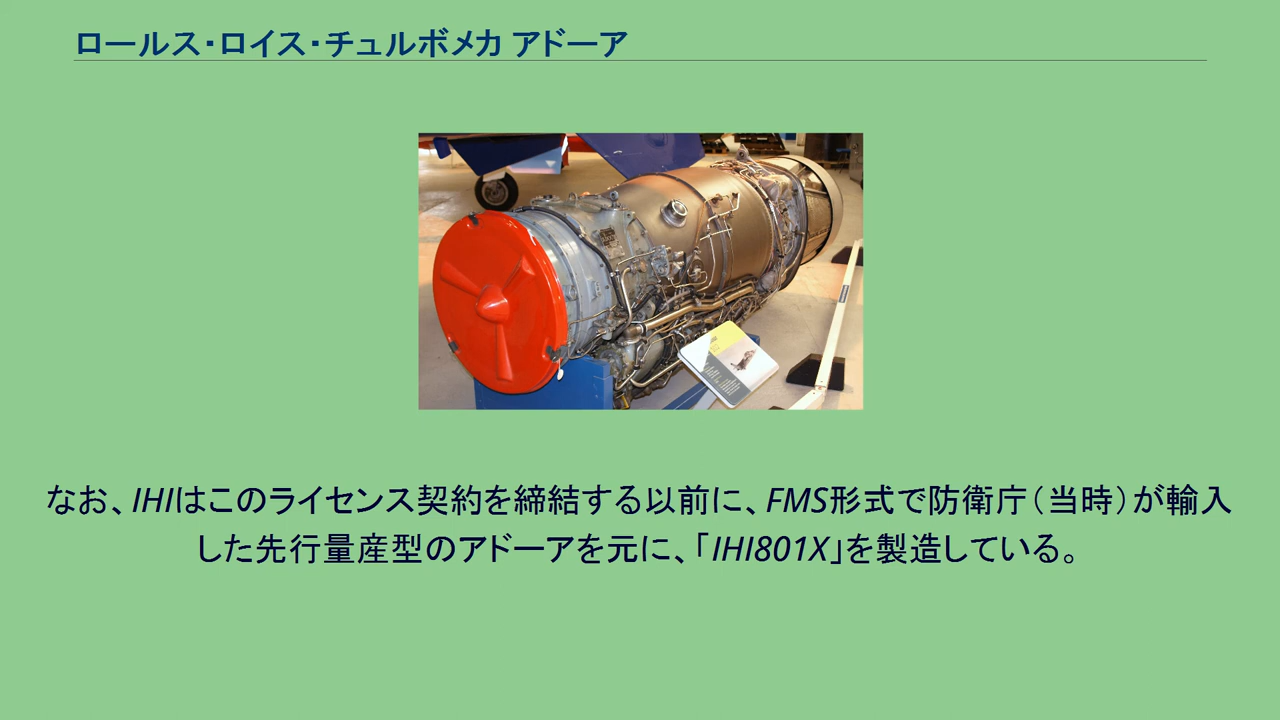 ロールス・ロイス・チュルボメカ アドーア
なお、IHIはこのライセンス契約を締結する以前に、FMS形式で防衛庁（当時）が輸入
した先行量産型のアドーアを元に、「IHI801X」を製造している。